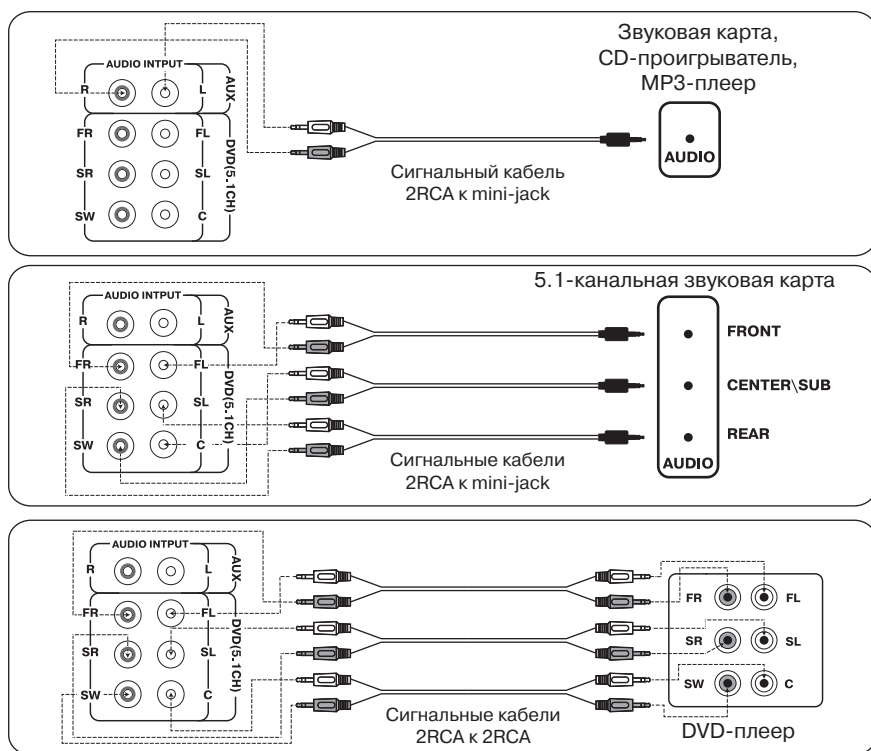 Звуковая карта,
CD-проигрыватель,
MP3-плеер
AUDIO INTPUT
R L AUX
FR FL
SR SL
SW C
DVD(5.1CH)
AUDIO
Сигнальный кабель
2RCA к mini-jack
5.1-канальная звуковая карта
AUDIO INTPUT
R L AUX
FR FL
SR SL
SW C
DVD(5.1CH)
FRONT
CENTER\SUB
REAR
AUDIO
Сигнальные кабели
2RCA к mini-jack
AUDIO INTPUT
R L AUX
FR FL
SR SL
SW C
DVD(5.1CH)
FR FL
SR SL
SW C
Сигнальные кабели
2RCA к 2RCA
DVD-плеер